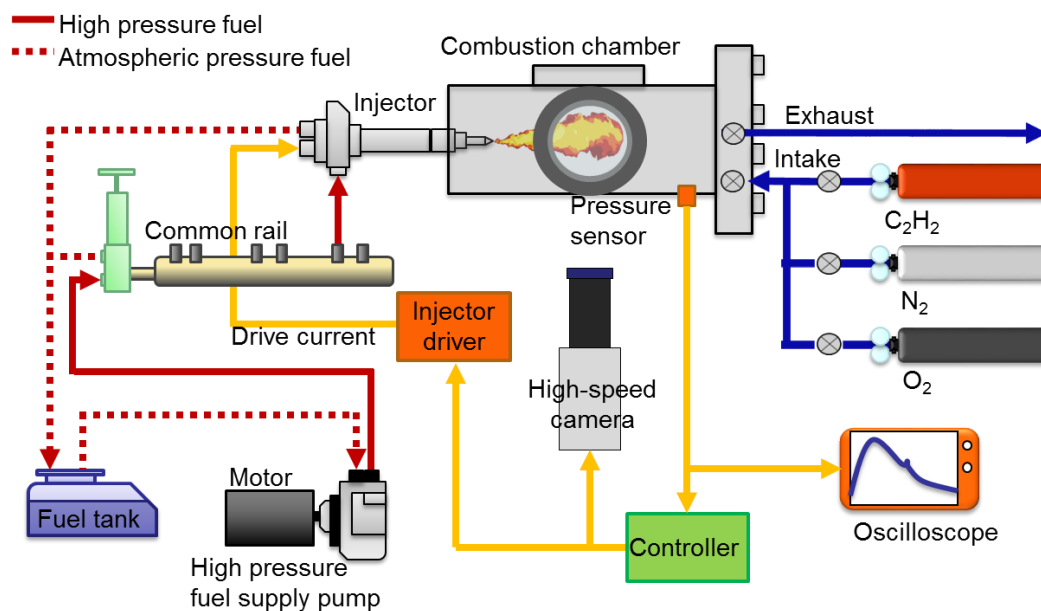 High pressure fuel
Atmospheric pressure fuel
Combustion chamber
Injector
Exhaust
Intake
C₂H₂
Pressure
sensor
Common rail
N₂
Injector
driver
Drive current
High-speed
camera
O₂
Motor
Fuel tank
Controller
Oscilloscope
High pressure
fuel supply pump